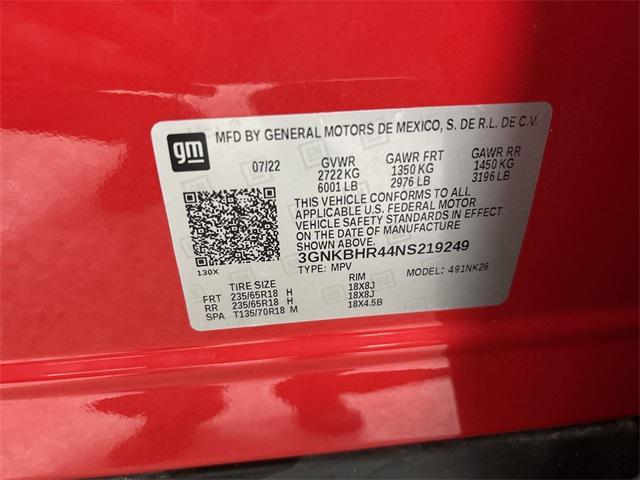 gm
MFD BY GENERAL MOTORS DE MEXICO, S. DE R.L. DE C.V.
07/22 GVWR GAWR FRT GAWR RR
2722 KG 1350 KG 1450 KG
6001 LB 2976 LB 3196 LB
THIS VEHICLE CONFORMS TO ALL
APPLICABLE U.S. FEDERAL MOTOR
VEHICLE SAFETY STANDARDS IN EFFECT
ON THE DATE OF MANUFACTURE
SHOWN ABOVE.
3GNKBHR44NS219249
130X TYPE: MPV MODEL: 491NK26
TIRE SIZE RIM
FRT 235/65R18 H 18X8J
RR 235/65R18 H 18X8J
SPA T135/70R18 M 18X4.5B